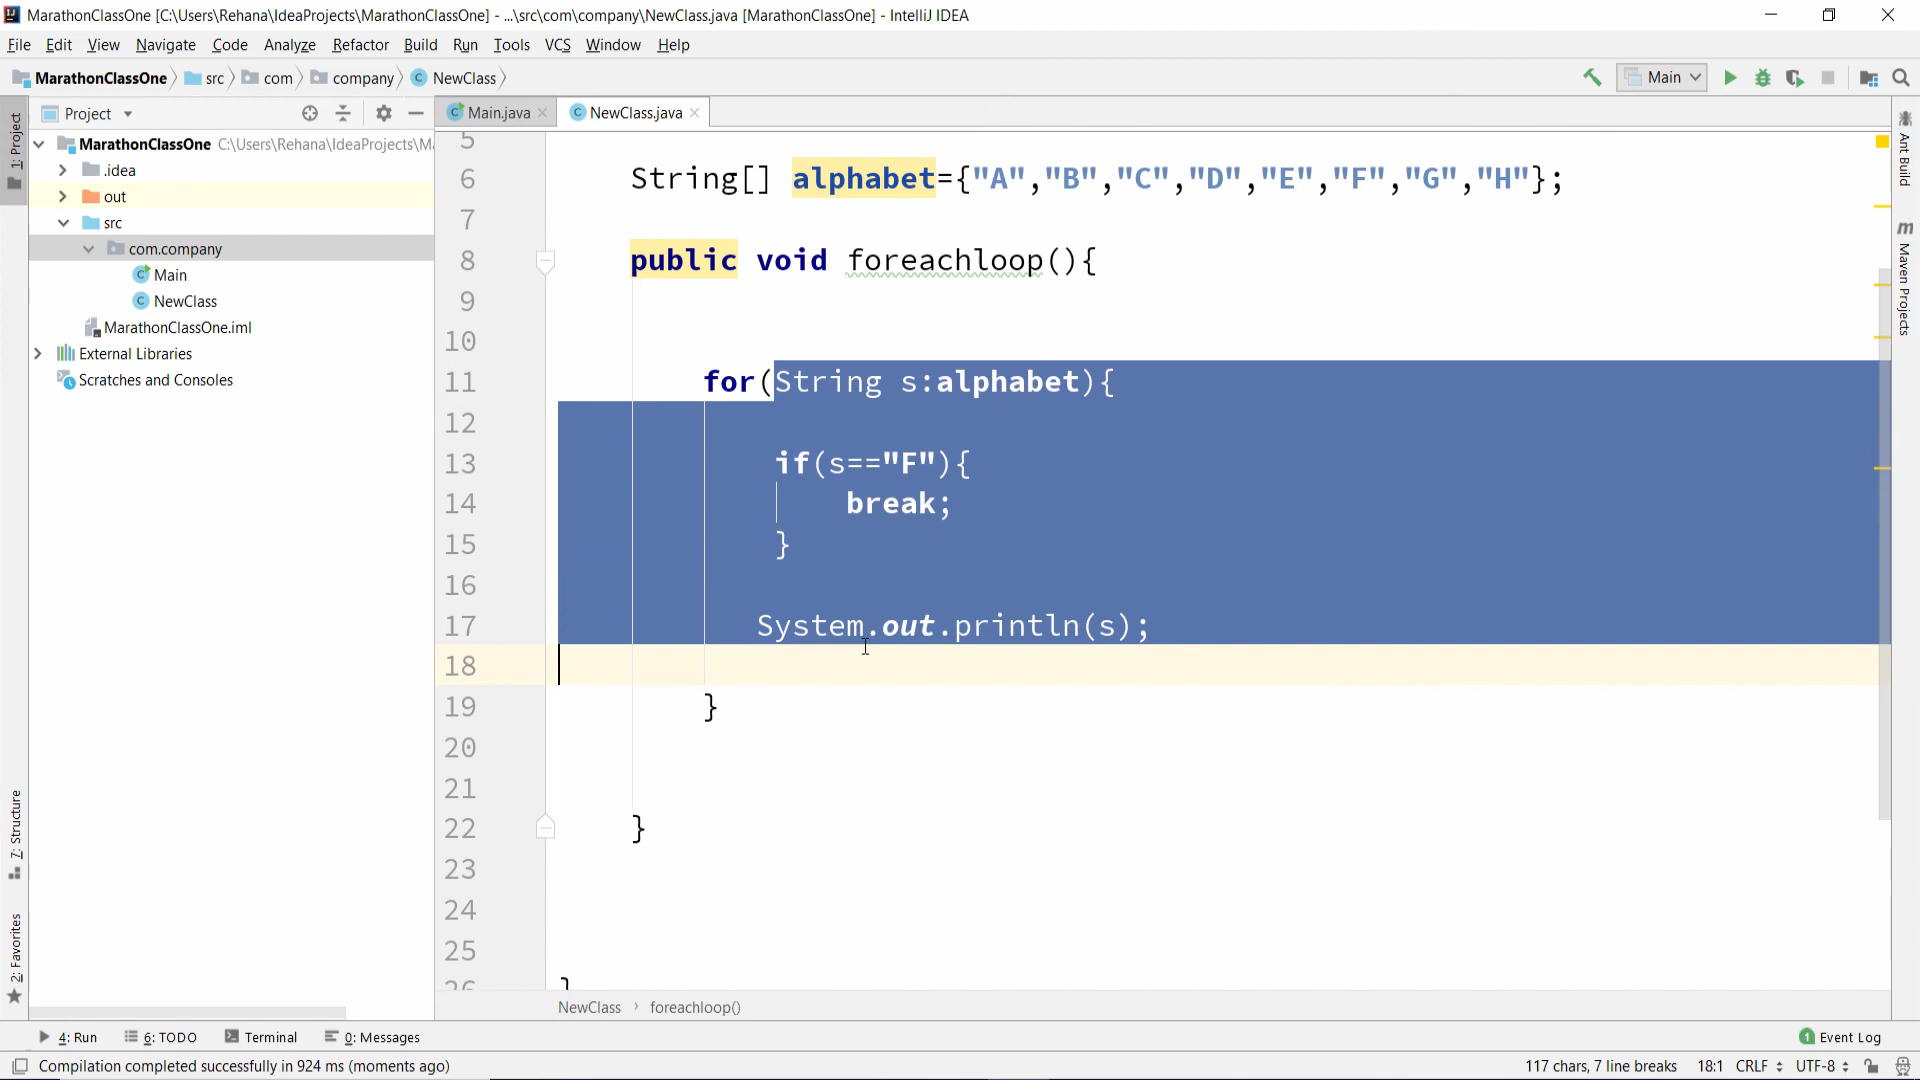 MarathonClassOne [C:\Users\Rehana\IdeaProjects\MarathonClassOne] - ...\src\com\company\NewClass.java [MarathonClassOne] - IntelliJ IDEA
File Edit View Navigate Code Analyze Refactor Build Run Tools VCS Window Help
MarathonClassOne src com company NewClass Main
Project Main.java NewClass.java
MarathonClassOne C:\Users\Rehana\IdeaProjects\M
.idea
out
src
com.company
Main
NewClass
MarathonClassOne.iml
External Libraries
Scratches and Consoles
1: Project
7: Structure
2: Favorites
5
6 String[] alphabet={"A","B","C","D","E","F","G","H"};
7
8 public void foreachloop(){
9
10
11 for(String s:alphabet){
12
13 if(s=="F"){
14 break;
15 }
16
17 System.out.println(s);
18
19 }
20
21
22 }
23
24
25
26 }
NewClass › foreachloop()
Ant Build
m Maven Projects
4: Run 6: TODO Terminal 0: Messages 1 Event Log
Compilation completed successfully in 924 ms (moments ago) 117 chars, 7 line breaks 18:1 CRLF UTF-8